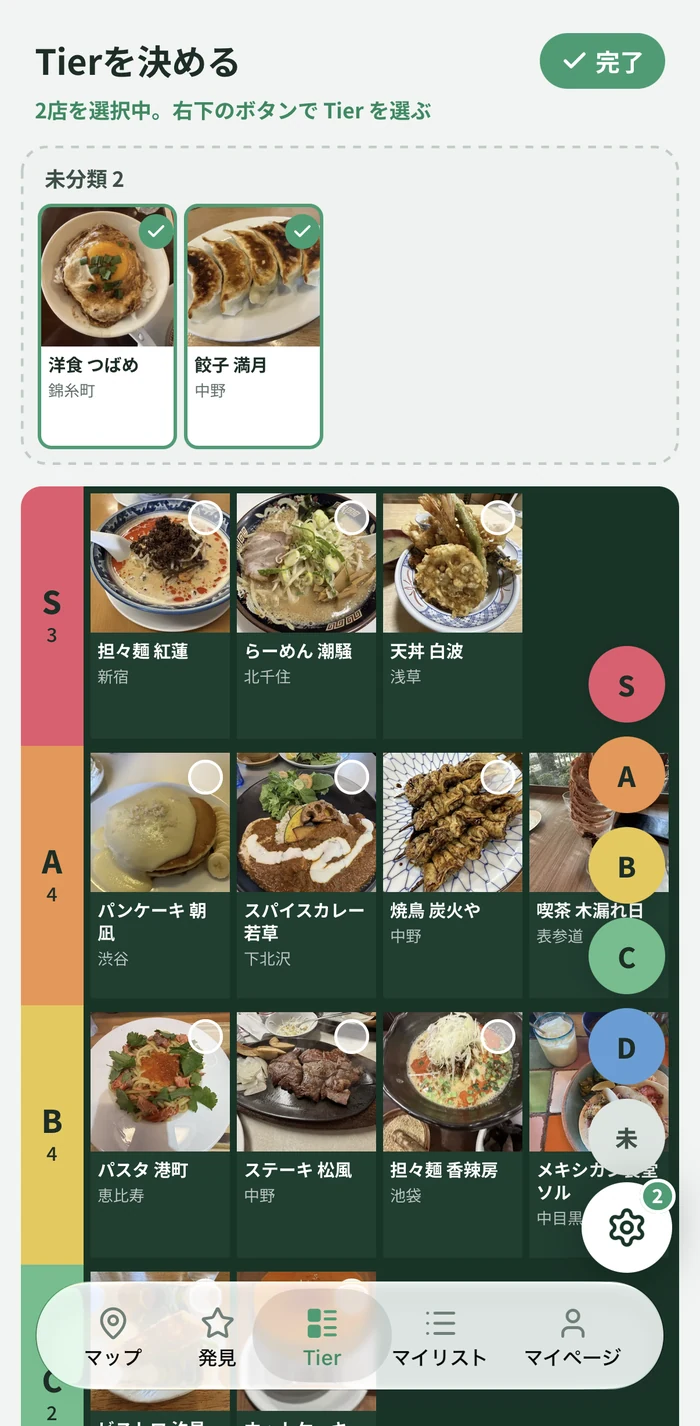 Tierを決める
完了
2店を選択中。右下のボタンで Tier を選ぶ
未分類 2
洋食 つばめ
錦糸町
餃子 満月
中野
S
3
担々麺 紅蓮
新宿
らーめん 潮騒
北千住
天丼 白波
浅草
S
A
4
パンケーキ 朝
凪
渋谷
スパイスカレー
若草
下北沢
焼鳥 炭火や
中野
喫茶 木漏れ日
表参道
A
B
C
B
4
パスタ 港町
恵比寿
ステーキ 松風
中野
担々麺 香辣房
池袋
ソル
D
未
2
C
2
マップ
発見
Tier
マイリスト
マイページ